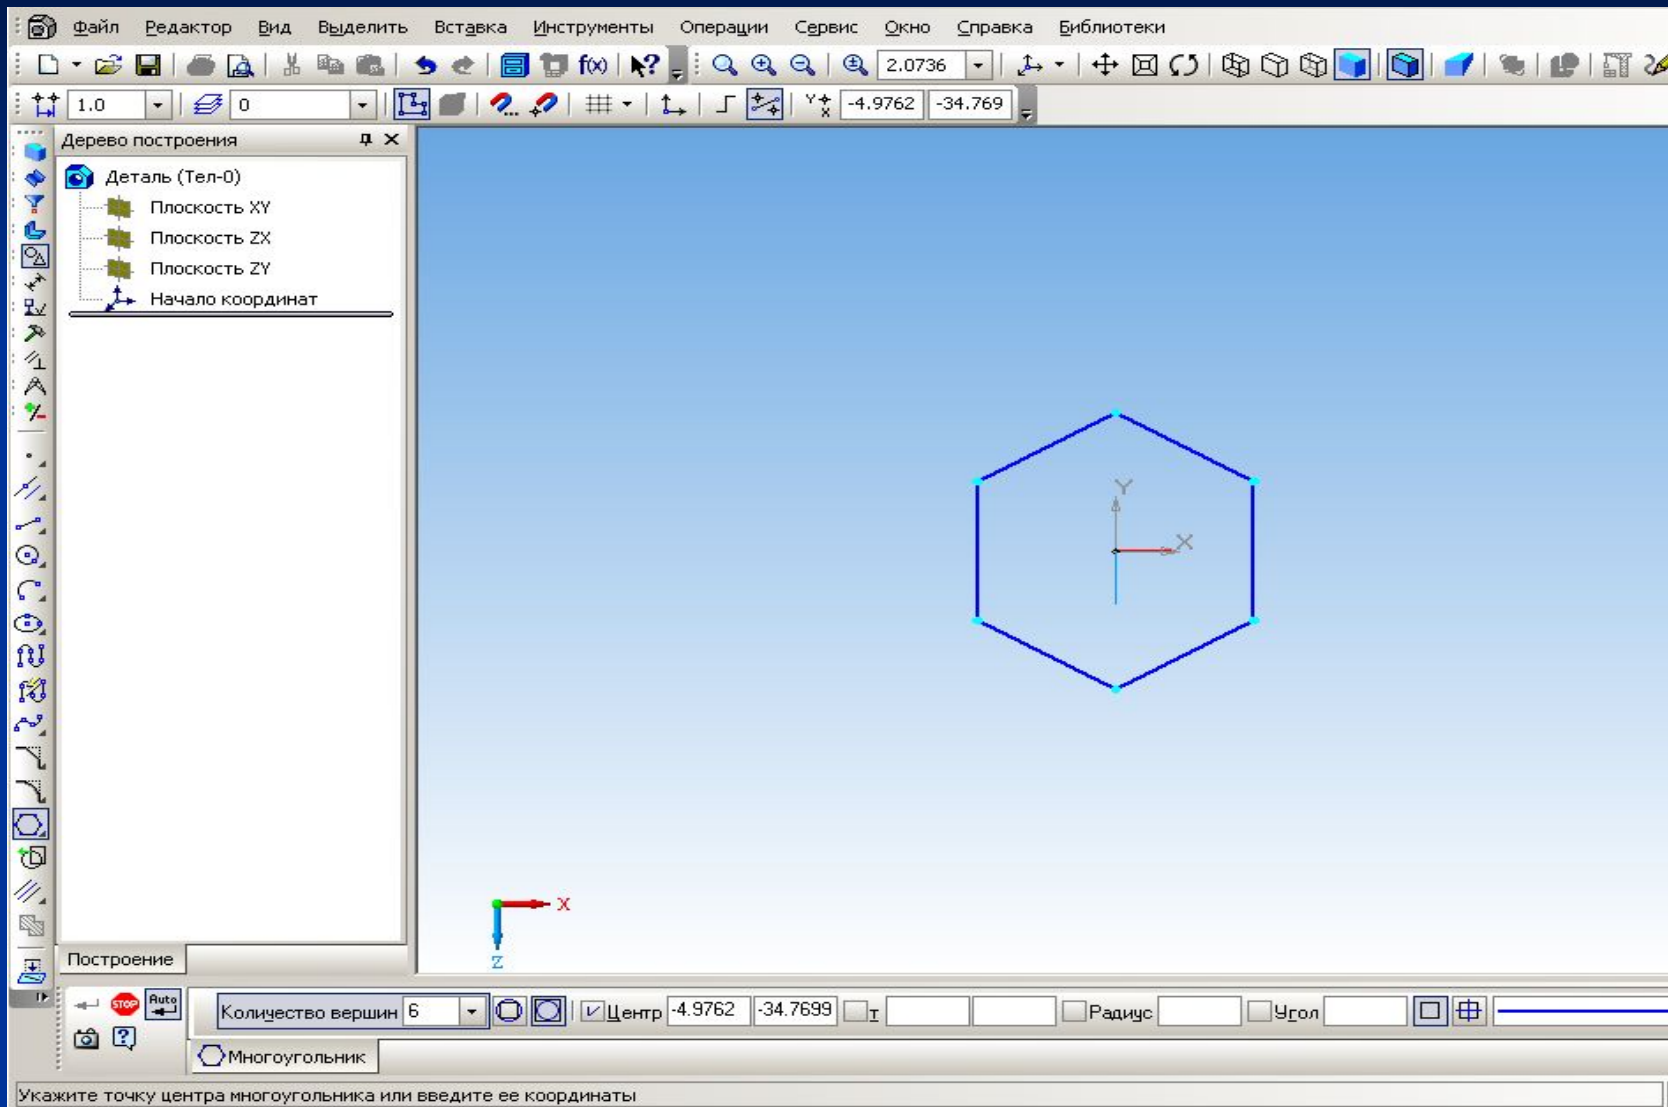 Файл Редактор Вид Выделить Вставка Инструменты Операции Сервис Окно Справка Библиотеки
f(x) 2.0736
1.0 0 Y X -4.9762 -34.769
Дерево построения
Деталь (Тел-0)
Плоскость XY
Плоскость ZX
Плоскость ZY
Начало координат
Y
X
X
Z
Построение
STOP Auto Количество вершин 6 Центр -4.9762 -34.7699 т Радиус Угол
Многоугольник
Укажите точку центра многоугольника или введите ее координаты